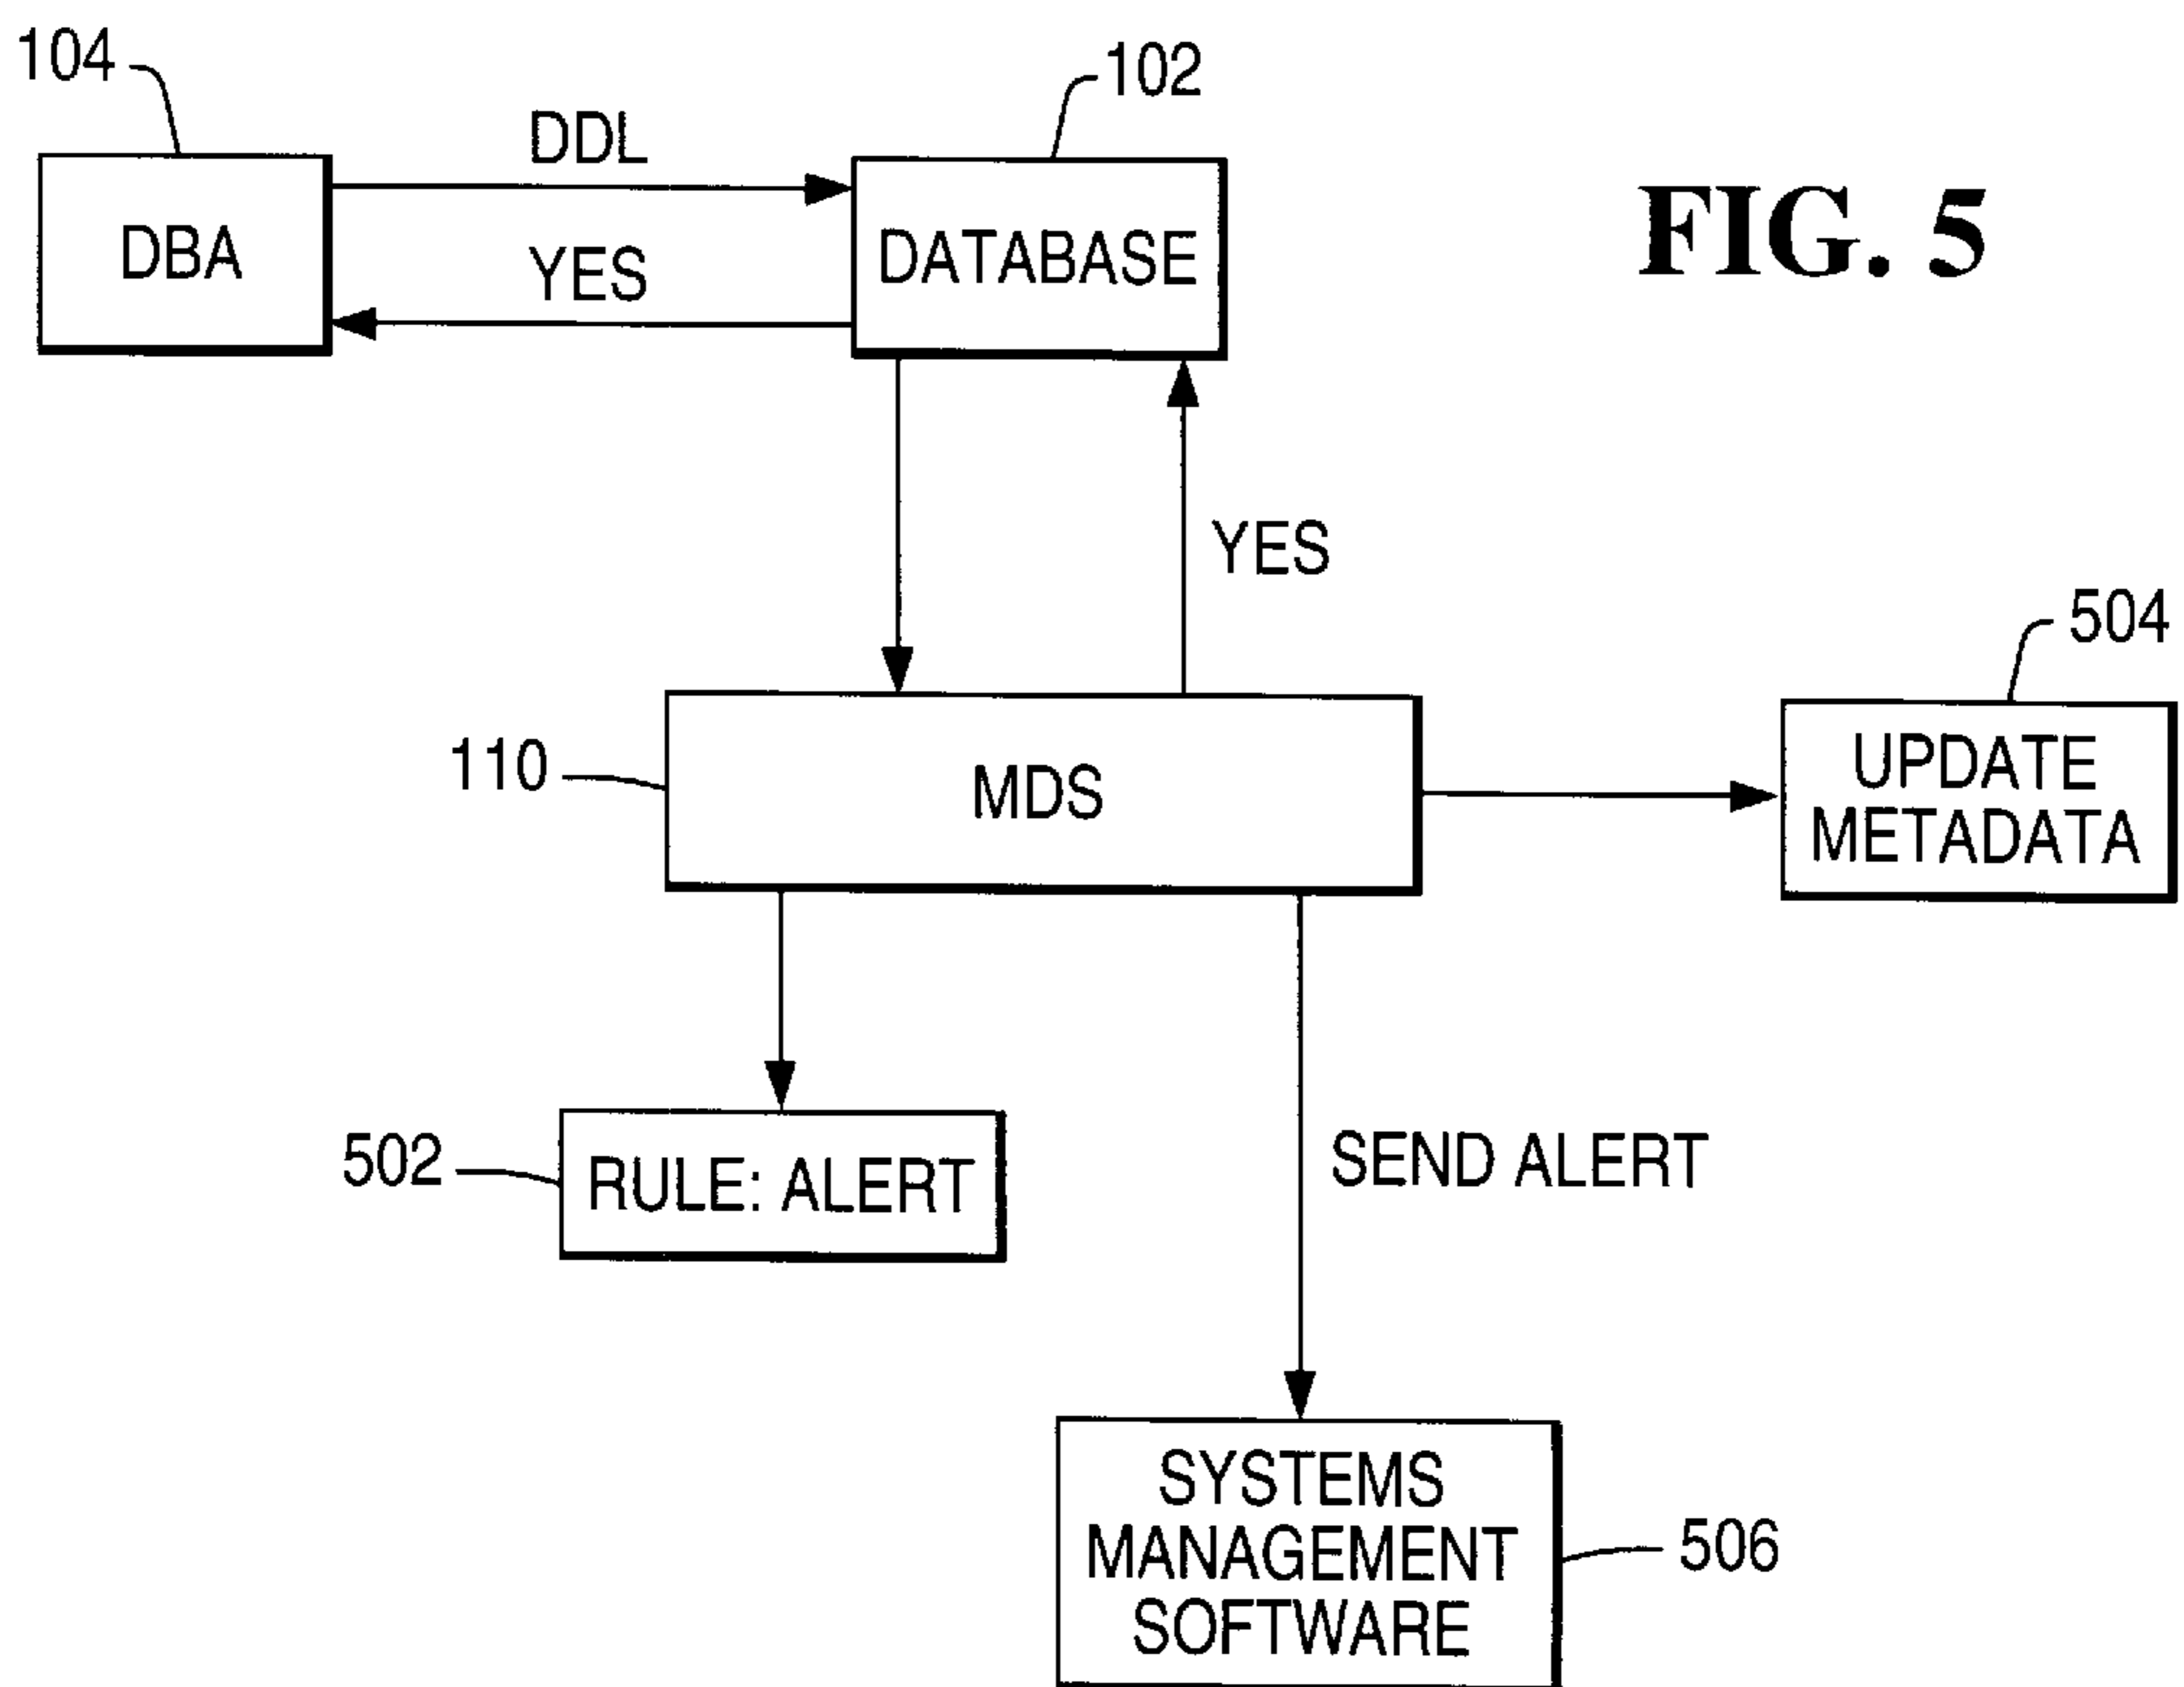 104
102
DDL
FIG. 5
DBA
DATABASE
YES
YES
504
110
MDS
UPDATE
METADATA
502
RULE: ALERT
SEND ALERT
SYSTEMS
MANAGEMENT
SOFTWARE
506